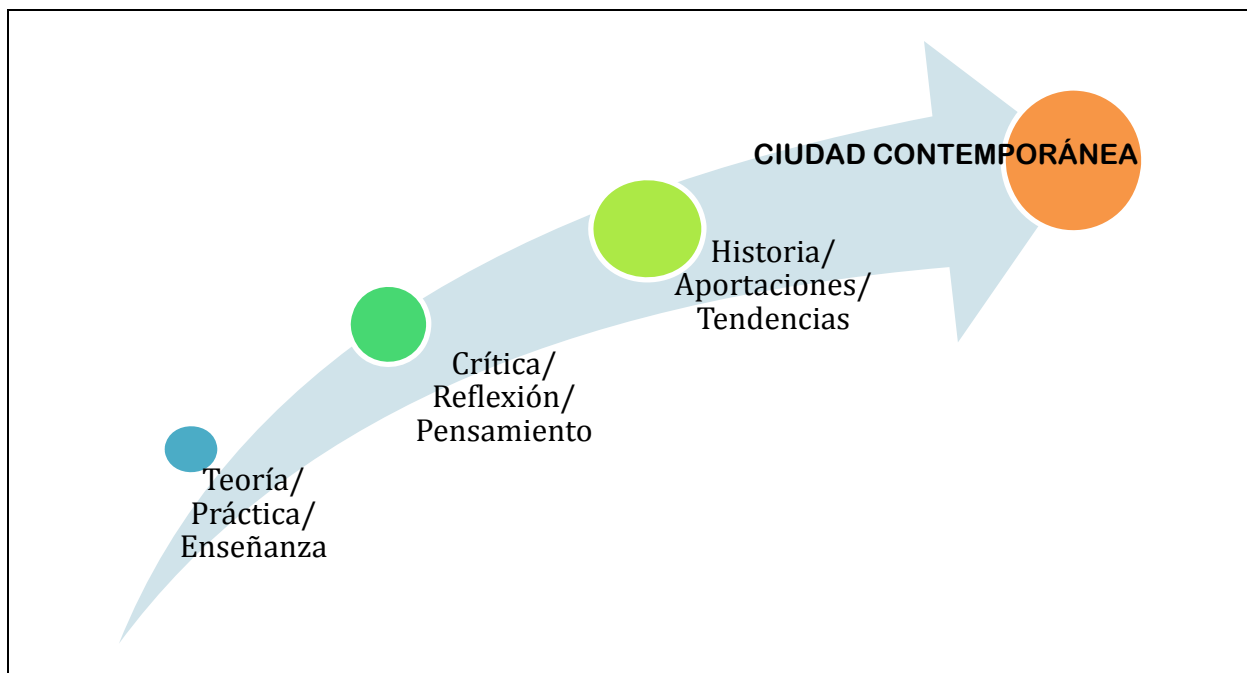 CIUDAD CONTEMPORÁNEA
Historia/
Aportaciones/
Tendencias
Crítica/
Reflexión/
Pensamiento
Teoría/
Práctica/
Enseñanza